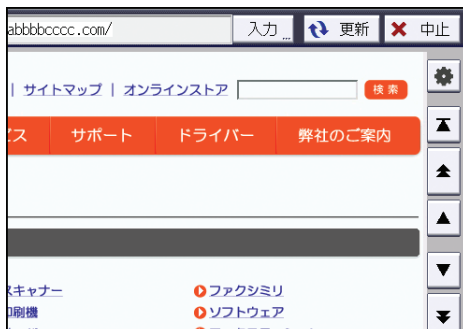 abbbbcccc.com/ 入力 更新 中止
| サイトマップ | オンラインストア 検索
ビス サポート ドライバー 弊社のご案内
スキャナー ファクシミリ
印刷機 ソフトウェア